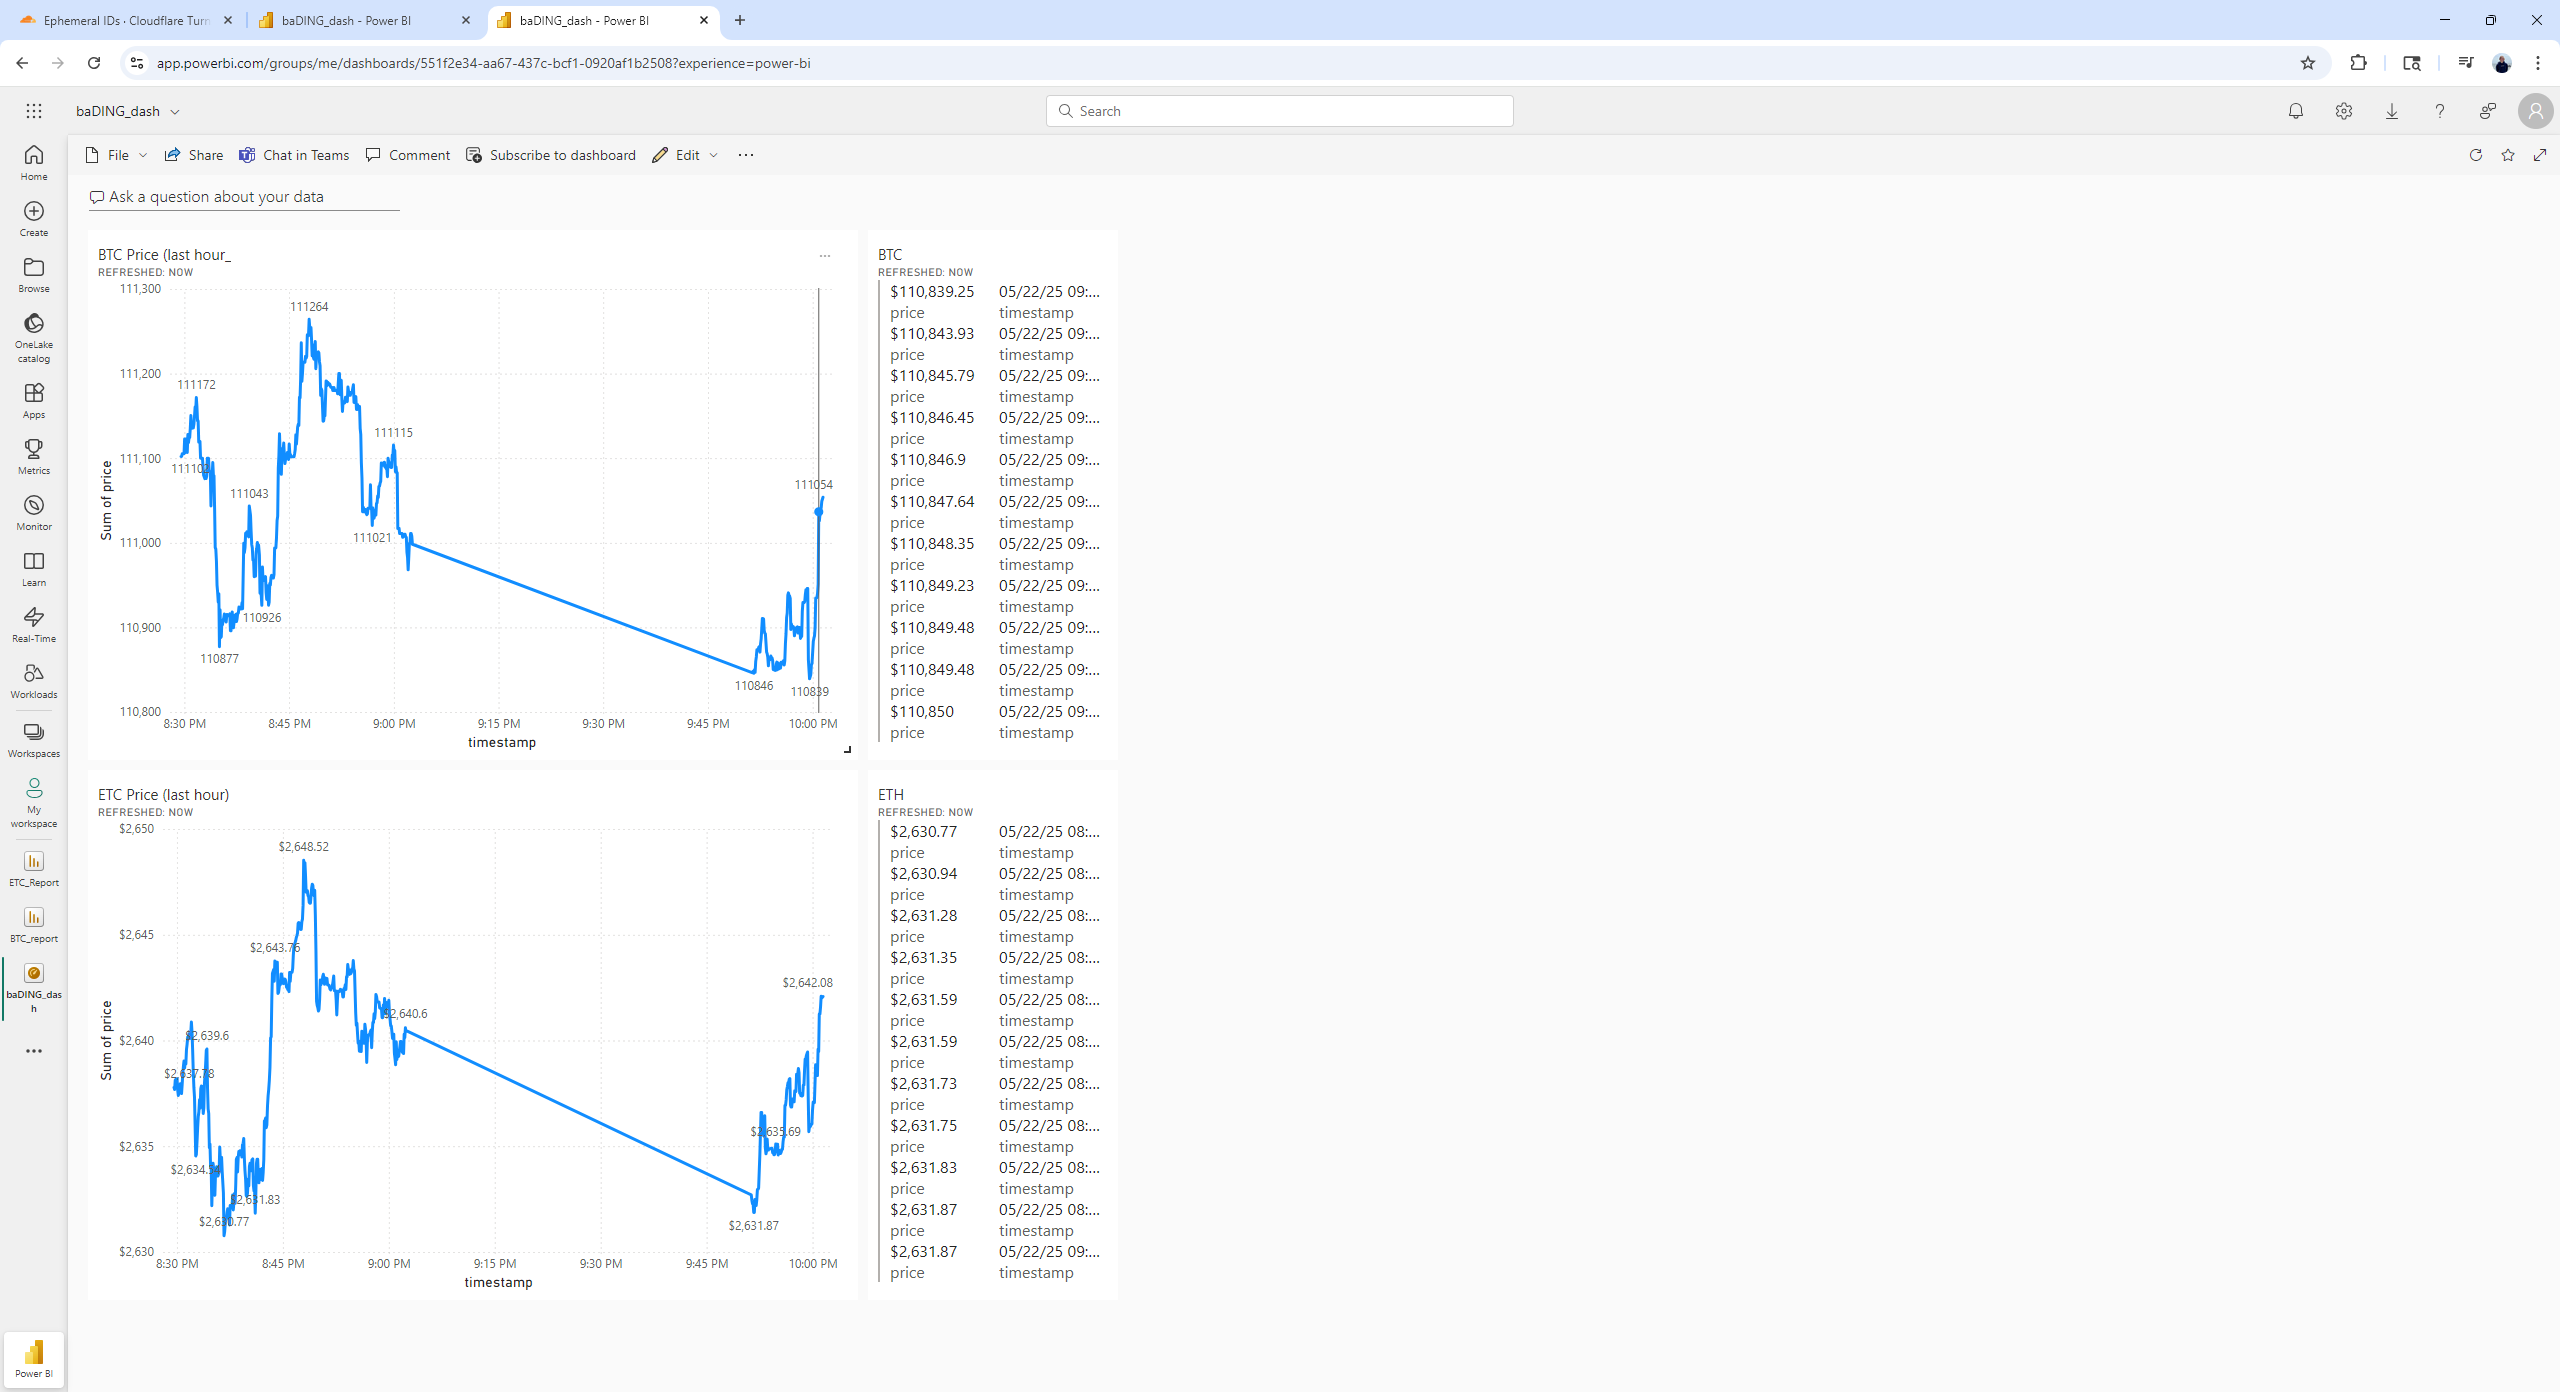 Ephemeral IDs · Cloudflare Turn
baDING_dash - Power BI
baDING_dash - Power BI
app.powerbi.com/groups/me/dashboards/551f2e34-aa67-437c-bcf1-0920af1b2508?experience=power-bi
baDING_dash
Search
File
Share
Chat in Teams
Comment
Subscribe to dashboard
Edit
Home
Create
Browse
OneLake
catalog
Apps
Metrics
Monitor
Learn
Real-Time
Workloads
Workspaces
My
workspace
ETC_Report
BTC_report
baDING_das
h
Power BI
Ask a question about your data
BTC Price (last hour_
REFRESHED: NOW
111,300
111,200
111,100
111,000
110,900
110,800
Sum of price
111172
111102
110877
111043
110926
111264
111021
111115
110846
110839
111054
8:30 PM
8:45 PM
9:00 PM
9:15 PM
9:30 PM
9:45 PM
10:00 PM
timestamp
BTC
REFRESHED: NOW
$110,839.25 05/22/25 09:...
price timestamp
$110,843.93 05/22/25 09:...
price timestamp
$110,845.79 05/22/25 09:...
price timestamp
$110,846.45 05/22/25 09:...
price timestamp
$110,846.9 05/22/25 09:...
price timestamp
$110,847.64 05/22/25 09:...
price timestamp
$110,848.35 05/22/25 09:...
price timestamp
$110,849.23 05/22/25 09:...
price timestamp
$110,849.48 05/22/25 09:...
price timestamp
$110,849.48 05/22/25 09:...
price timestamp
$110,850 05/22/25 09:...
price timestamp
ETC Price (last hour)
REFRESHED: NOW
$2,650
$2,645
$2,640
$2,635
$2,630
Sum of price
$2,637.78
$2,639.6
$2,630.77
$2,631.83
$2,643.76
$2,648.52
$2,640.6
$2,631.87
$2,635.69
$2,642.08
8:30 PM
8:45 PM
9:00 PM
9:15 PM
9:30 PM
9:45 PM
10:00 PM
timestamp
ETH
REFRESHED: NOW
$2,630.77 05/22/25 08:...
price timestamp
$2,630.94 05/22/25 08:...
price timestamp
$2,631.28 05/22/25 08:...
price timestamp
$2,631.35 05/22/25 08:...
price timestamp
$2,631.59 05/22/25 08:...
price timestamp
$2,631.59 05/22/25 08:...
price timestamp
$2,631.73 05/22/25 08:...
price timestamp
$2,631.75 05/22/25 08:...
price timestamp
$2,631.83 05/22/25 08:...
price timestamp
$2,631.87 05/22/25 08:...
price timestamp
$2,631.87 05/22/25 09:...
price timestamp